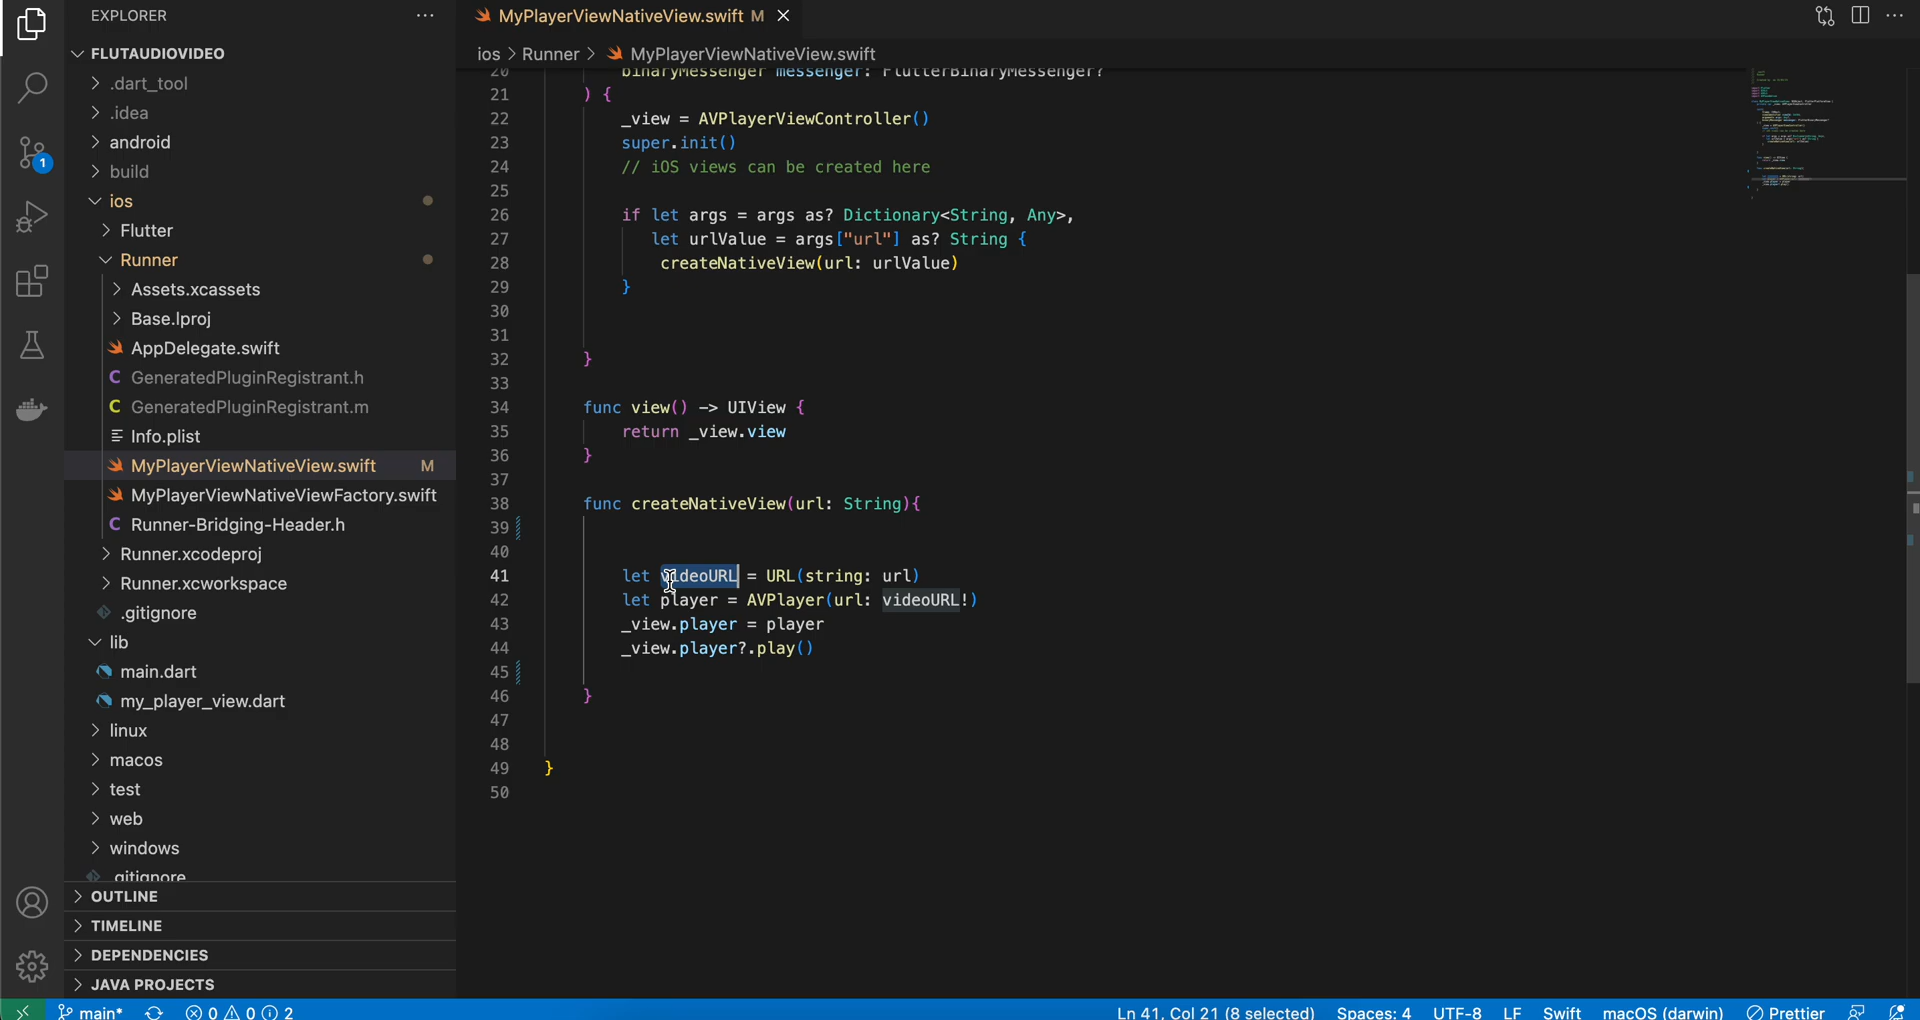 EXPLORER
FLUTAUDIOVIDEO
.dart_tool
.idea
android
build
ios
Flutter
Runner
Assets.xcassets
Base.lproj
AppDelegate.swift
C GeneratedPluginRegistrant.h
C GeneratedPluginRegistrant.m
Info.plist
MyPlayerViewNativeView.swift M
MyPlayerViewNativeViewFactory.swift
C Runner-Bridging-Header.h
Runner.xcodeproj
Runner.xcworkspace
.gitignore
lib
main.dart
my_player_view.dart
linux
macos
test
web
windows
.gitignore
OUTLINE
TIMELINE
DEPENDENCIES
JAVA PROJECTS
1
MyPlayerViewNativeView.swift M
ios > Runner > MyPlayerViewNativeView.swift
20 binaryMessenger messenger: FlutterBinaryMessenger?
21 ) {
22 _view = AVPlayerViewController()
23 super.init()
24 // iOS views can be created here
25
26 if let args = args as? Dictionary<String, Any>,
27 let urlValue = args["url"] as? String {
28 createNativeView(url: urlValue)
29 }
30
31
32 }
33
34 func view() -> UIView {
35 return _view.view
36 }
37
38 func createNativeView(url: String){
39
40
41 let videoURL = URL(string: url)
42 let player = AVPlayer(url: videoURL!)
43 _view.player = player
44 _view.player?.play()
45
46 }
47
48
49 }
50
main* 0 0 2 Ln 41, Col 21 (8 selected) Spaces: 4 UTF-8 LF Swift macOS (darwin) Prettier